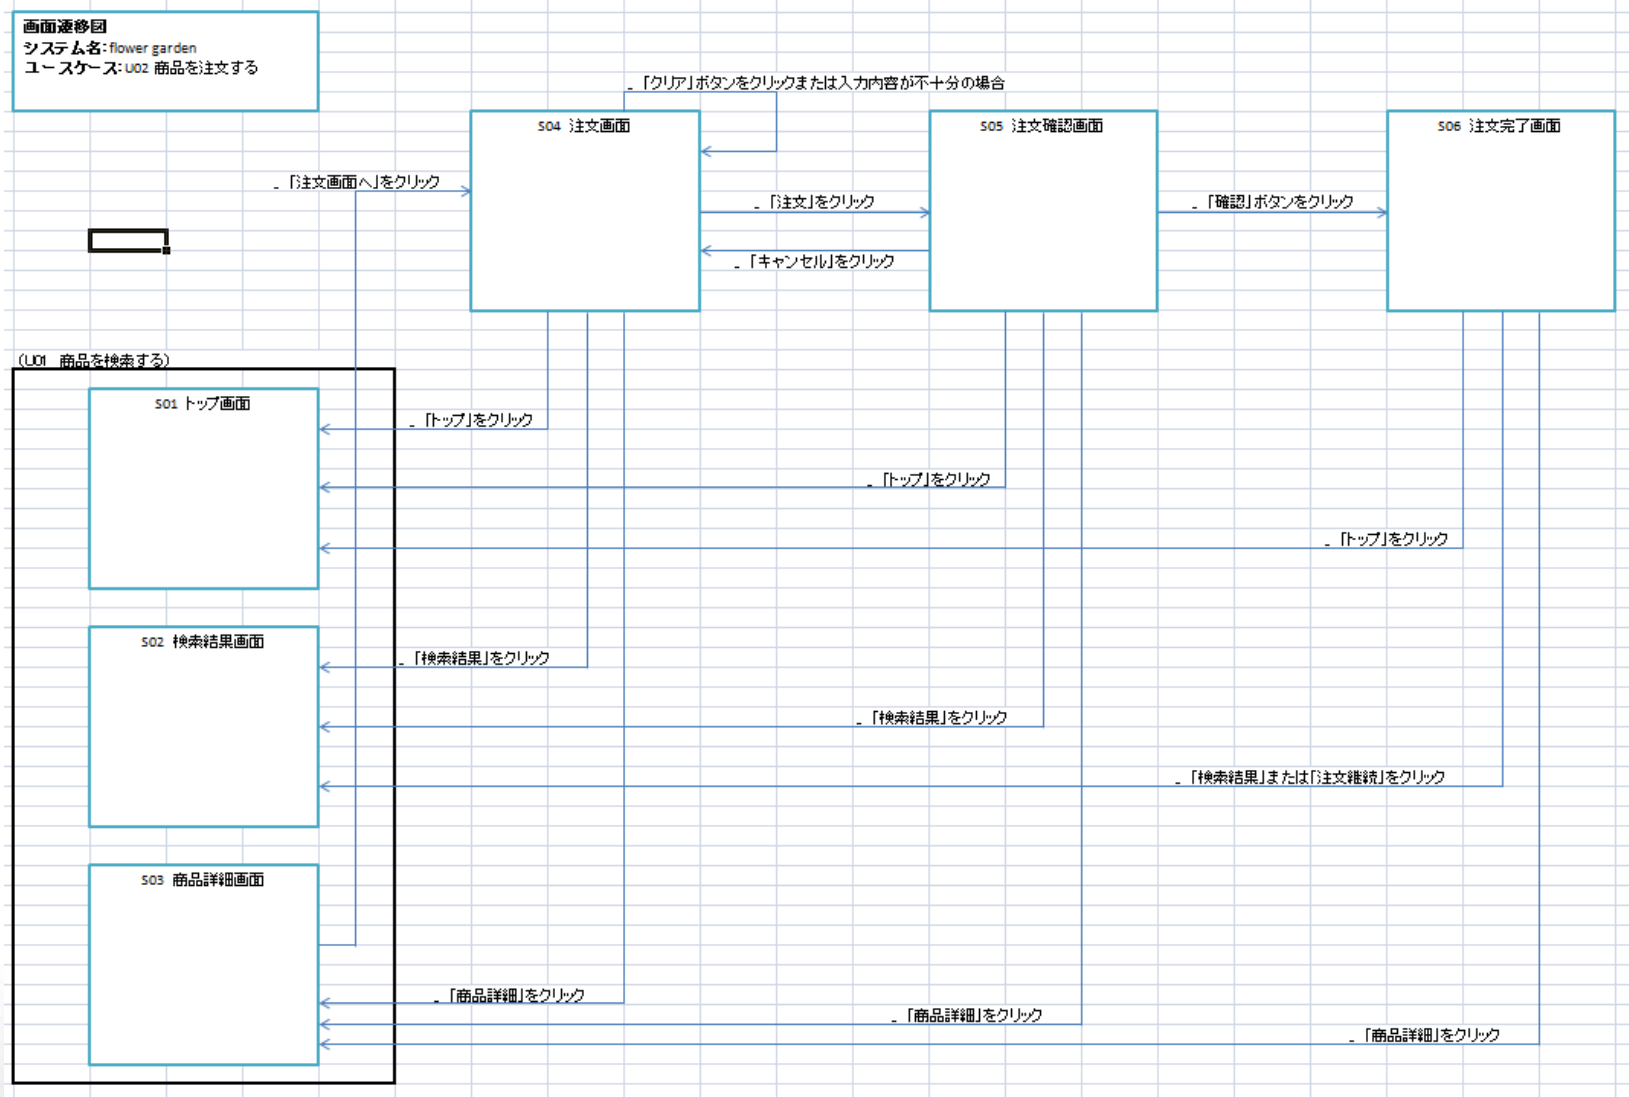 画面遷移図
システム名：flower garden
ユースケース：U02 商品を注文する
_「クリア」ボタンをクリックまたは入力内容が不十分の場合
S04 注文画面
S05 注文確認画面
S06 注文完了画面
_「注文画面へ」をクリック
_「注文」をクリック
_「確認」ボタンをクリック
_「キャンセル」をクリック
（U01 商品を検索する）
S01 トップ画面
_「トップ」をクリック
_「トップ」をクリック
_「トップ」をクリック
S02 検索結果画面
_「検索結果」をクリック
_「検索結果」をクリック
_「検索結果」または「注文継続」をクリック
S03 商品詳細画面
_「商品詳細」をクリック
_「商品詳細」をクリック
_「商品詳細」をクリック